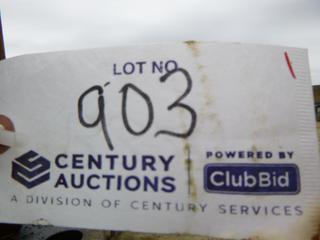 LOT NO.
903
CENTURY AUCTIONS
POWERED BY
ClubBid
A DIVISION OF CENTURY SERVICES